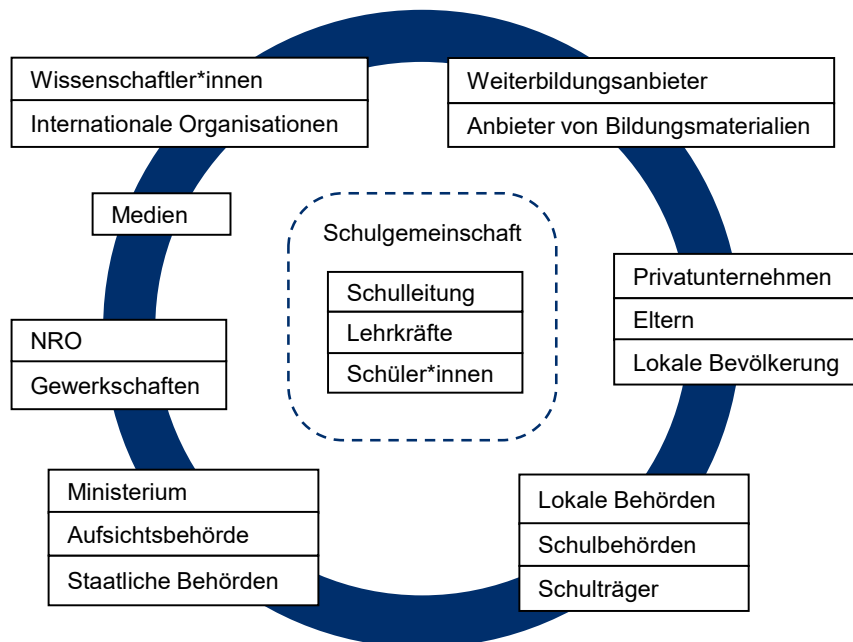 Wissenschaftler*innen
Internationale Organisationen
Weiterbildungsanbieter
Anbieter von Bildungsmaterialien
Medien
Schulgemeinschaft
Schulleitung
Lehrkräfte
Schüler*innen
Privatunternehmen
Eltern
Lokale Bevölkerung
NRO
Gewerkschaften
Ministerium
Aufsichtsbehörde
Staatliche Behörden
Lokale Behörden
Schulbehörden
Schulträger